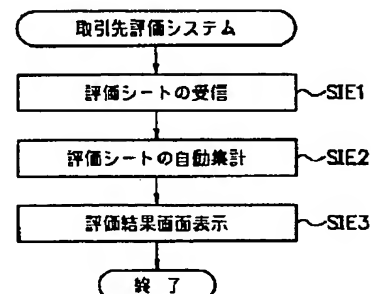 取引先評価システム
評価シートの受信 SIE1
評価シートの自動集計 SIE2
評価結果画面表示 SIE3
終了